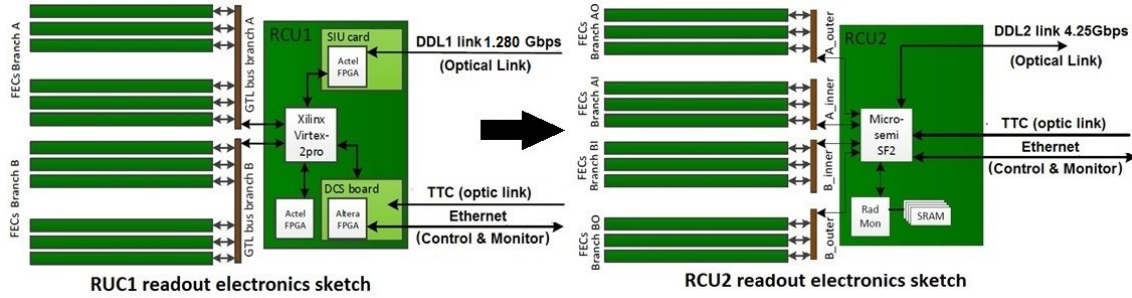 FECs Branch A
FECs Branch B
GTL bus branch A
GTL bus branch B
RCU1
SIU card
Actel
FPGA
Xilinx
Virtex-
2pro
Actel
FPGA
DCS board
Altera
FPGA
DDL1 link 1.280 Gbps
(Optical Link)
TTC (optic link)
Ethernet
(Control & Monitor)
RUC1 readout electronics sketch
FECs
Branch AO
FECs
Branch AI
FECs
Branch BI
FECs
Branch BO
A_outer
A_inner
B_inner
B_outer
RCU2
Micro-
semi
SF2
Rad
Mon
SRAM
DDL2 link 4.25Gbps
(Optical Link)
TTC (optic link)
Ethernet
(Control & Monitor)
RCU2 readout electronics sketch